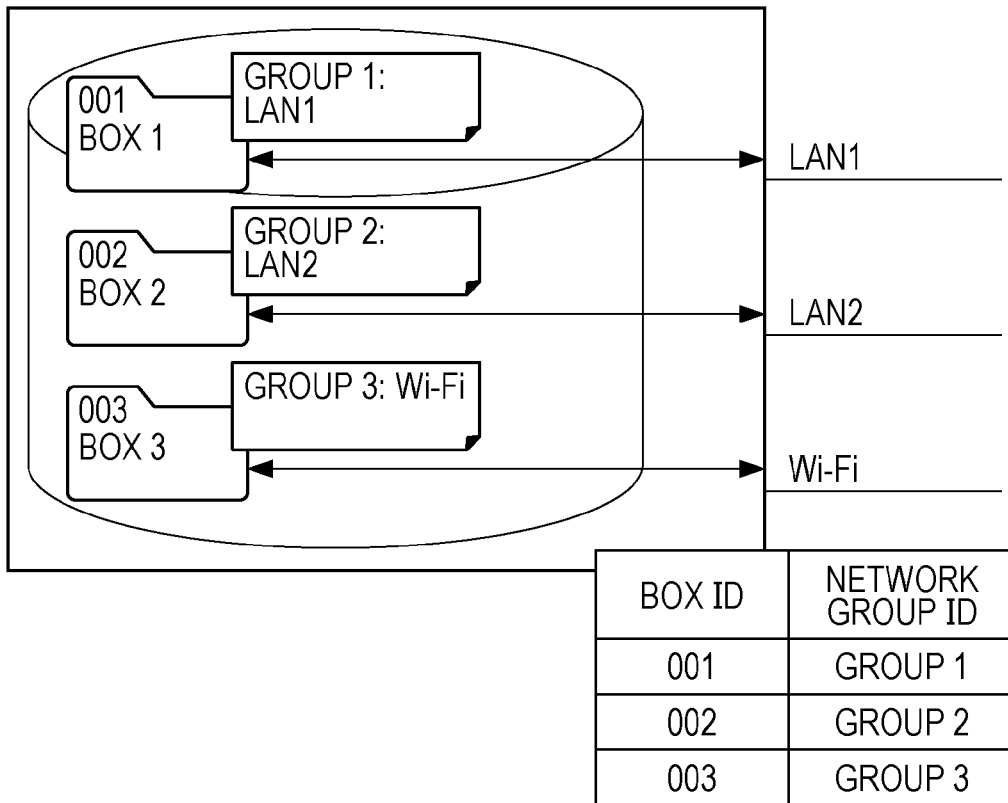 001
BOX 1
GROUP 1:
LAN1
LAN1
002
BOX 2
GROUP 2:
LAN2
LAN2
003
BOX 3
GROUP 3: Wi-Fi
Wi-Fi
BOX ID
NETWORK
GROUP ID
001
GROUP 1
002
GROUP 2
003
GROUP 3